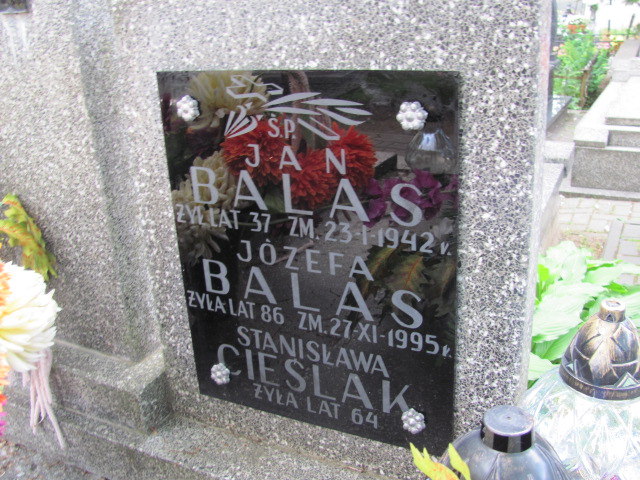 Ś.P.
JAN
BALAS
ŻYŁ LAT 37 ZM. 23-I-1942 r.
JÓZEFA
BALAS
ŻYŁA LAT 86 ZM. 27-XI-1995 r.
STANISŁAWA
CIEŚLAK
ŻYŁA LAT 64